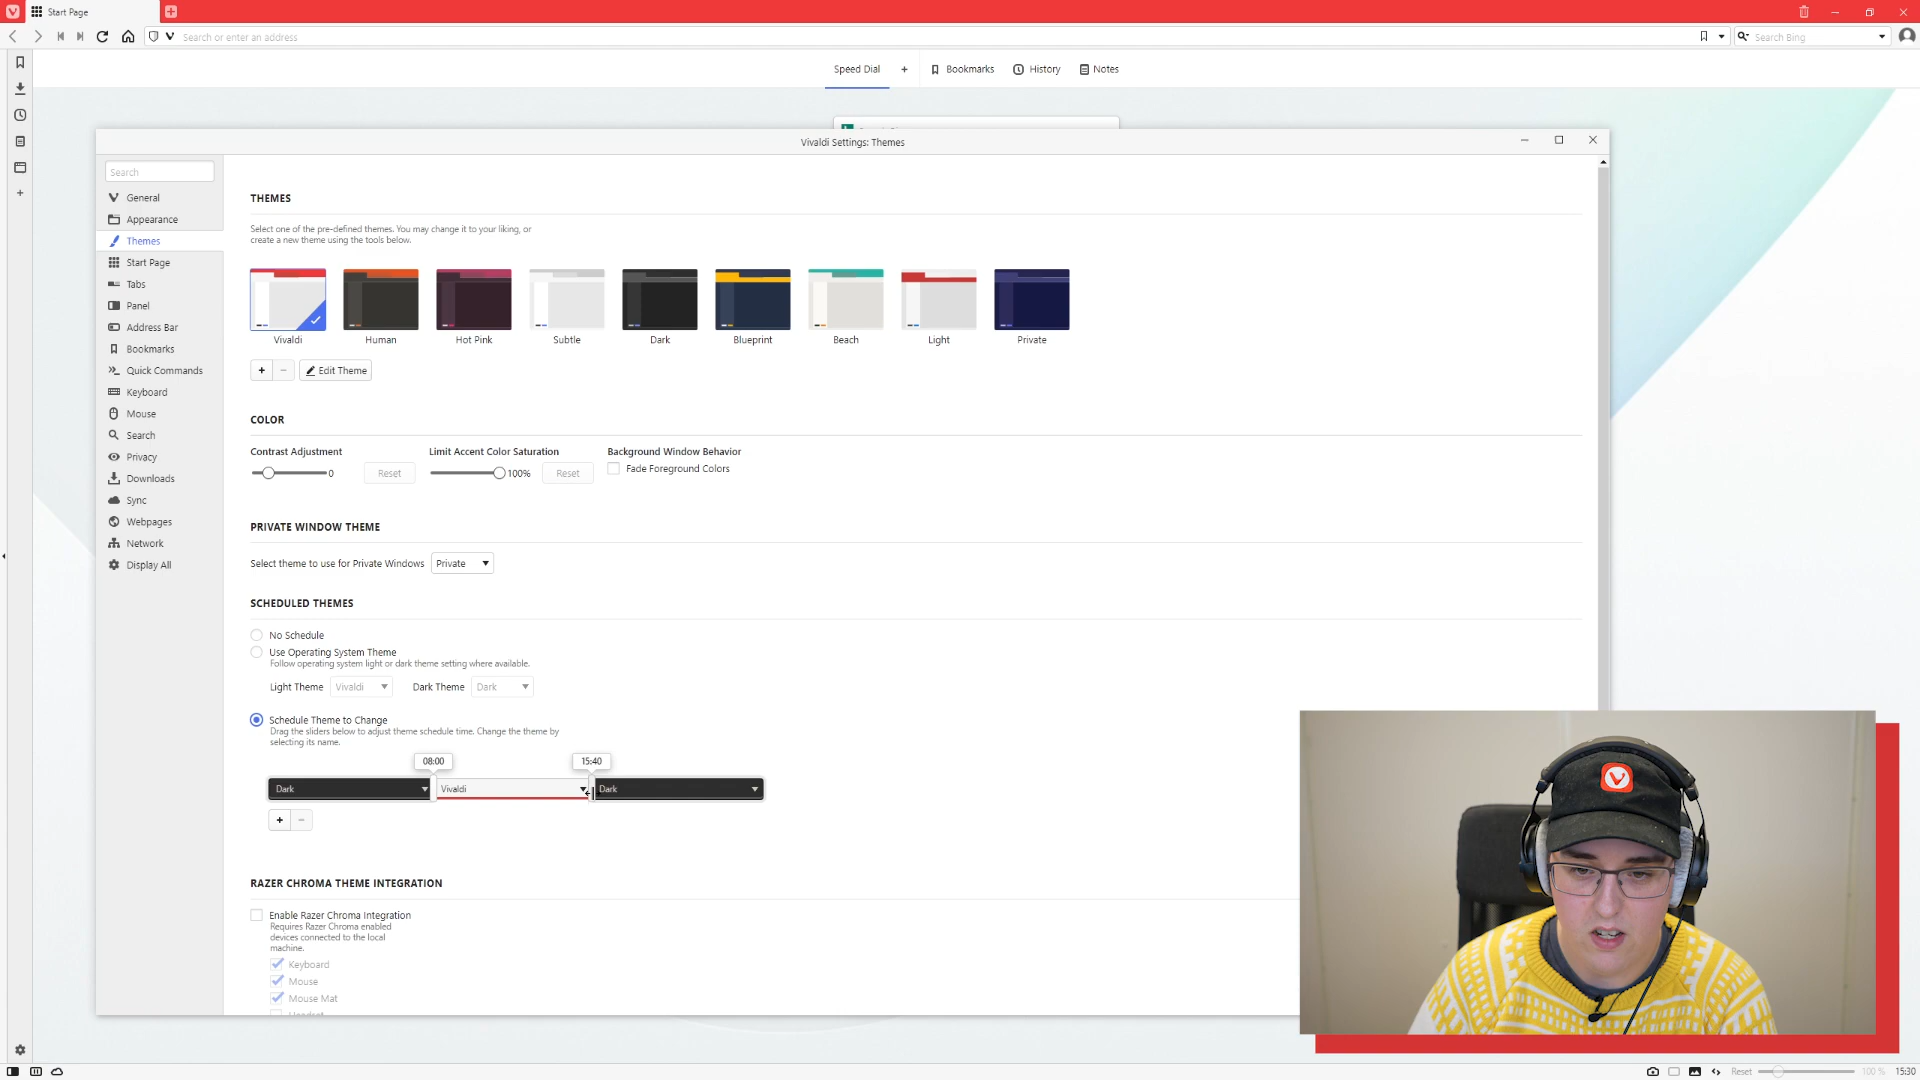 Start Page
Search or enter an address
Search Bing
Speed Dial
Bookmarks
History
Notes
Vivaldi Settings: Themes
Search
General
Appearance
Themes
Start Page
Tabs
Panel
Address Bar
Bookmarks
Quick Commands
Keyboard
Mouse
Search
Privacy
Downloads
Sync
Webpages
Network
Display All
THEMES
Select one of the pre-defined themes. You may change it to your liking, or
create a new theme using the tools below.
Vivaldi
Human
Hot Pink
Subtle
Dark
Blueprint
Beach
Light
Private
Edit Theme
COLOR
Contrast Adjustment
0
Reset
Limit Accent Color Saturation
100%
Reset
Background Window Behavior
Fade Foreground Colors
PRIVATE WINDOW THEME
Select theme to use for Private Windows
Private
SCHEDULED THEMES
No Schedule
Use Operating System Theme
Follow operating system light or dark theme setting where available.
Light Theme
Vivaldi
Dark Theme
Dark
Schedule Theme to Change
Drag the sliders below to adjust theme schedule time. Change the theme by
selecting its name.
08:00
15:40
Dark
Vivaldi
Dark
RAZER CHROMA THEME INTEGRATION
Enable Razer Chroma Integration
Requires Razer Chroma enabled
devices connected to the local
machine.
Keyboard
Mouse
Mouse Mat
Reset
100 %
15:30